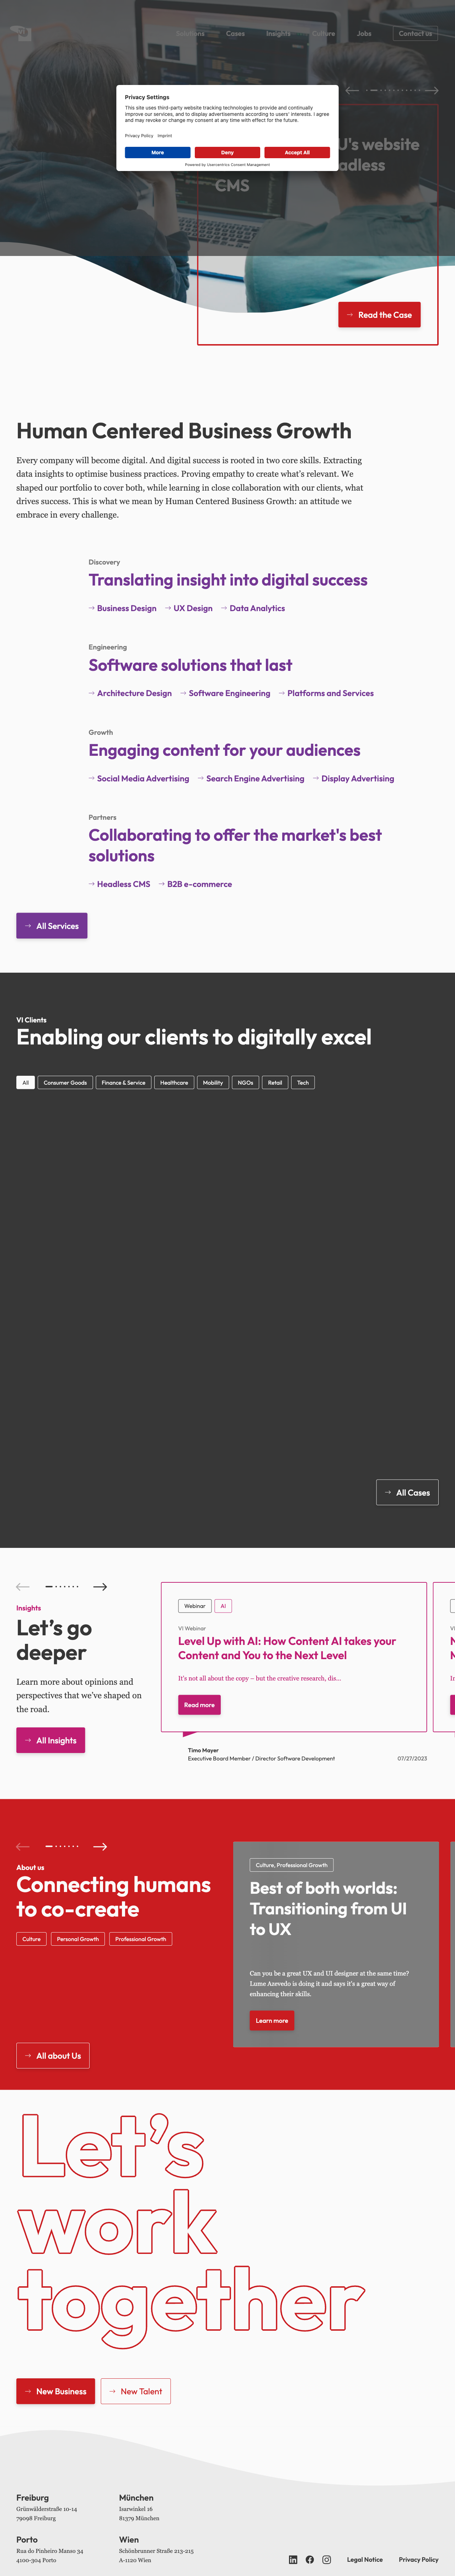 Solutions
Cases
Insights
Culture
Jobs
Contact us
Privacy Settings
This site uses third-party website tracking technologies to provide and continually
improve our services, and to display advertisements according to users' interests. I agree
and may revoke or change my consent at any time with effect for the future.
Privacy Policy
Imprint
More
Deny
Accept All
Powered by Usercentrics Consent Management
U's website
adless
CMS
→ Read the Case
Human Centered Business Growth
Every company will become digital. And digital success is rooted in two core skills. Extracting
data insights to optimise business practices. Proving empathy to create what's relevant. We
shaped our portfolio to cover both, while learning in close collaboration with our clients, what
drives success. This is what we mean by Human Centered Business Growth: an attitude we
embrace in every challenge.
Discovery
Translating insight into digital success
→ Business Design → UX Design → Data Analytics
Engineering
Software solutions that last
→ Architecture Design → Software Engineering → Platforms and Services
Growth
Engaging content for your audiences
→ Social Media Advertising → Search Engine Advertising → Display Advertising
Partners
Collaborating to offer the market's best
solutions
→ Headless CMS → B2B e-commerce
→ All Services
VI Clients
Enabling our clients to digitally excel
All
Consumer Goods
Finance & Service
Healthcare
Mobility
NGOs
Retail
Tech
→ All Cases
Insights
Let's go
deeper
Learn more about opinions and
perspectives that we've shaped on
the road.
→ All Insights
Webinar
AI
VI Webinar
Level Up with AI: How Content AI takes your
Content and You to the Next Level
It's not all about the copy – but the creative research, dis...
Read more
Timo Mayer
Executive Board Member / Director Software Development
07/27/2023
About us
Connecting humans
to co-create
Culture
Personal Growth
Professional Growth
→ All about Us
Culture, Professional Growth
Best of both worlds:
Transitioning from UI
to UX
Can you be a great UX and UI designer at the same time?
Lume Azevedo is doing it and says it's a great way of
enhancing their skills.
Learn more
Let's
work
together
→ New Business
→ New Talent
Freiburg
Grünwälderstraße 10-14
79098 Freiburg
München
Isarwinkel 16
81379 München
Porto
Rua do Pinheiro Manso 34
4100-304 Porto
Wien
Schönbrunner Straße 213-215
A-1120 Wien
Legal Notice
Privacy Policy